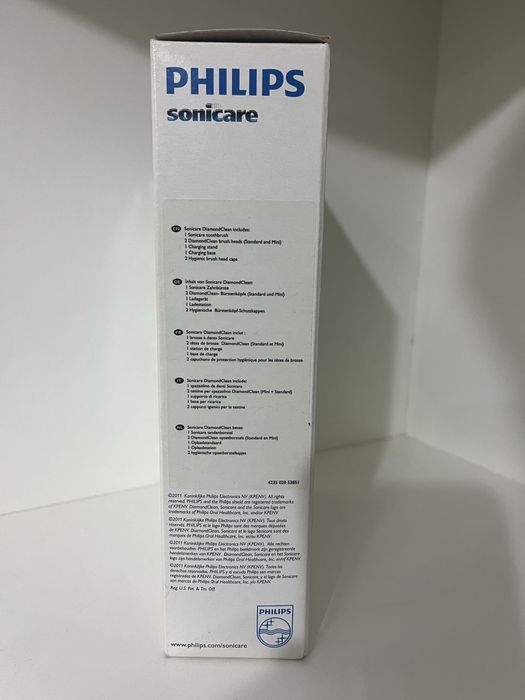 PHILIPS
sonicare
EN Sonicare DiamondClean includes:
1 Sonicare toothbrush
2 DiamondClean brush heads (Standard and Mini)
1 Charging stand
1 Charging base
2 Hygienic brush head caps
DE Inhalt von Sonicare DiamondClean:
1 Sonicare Zahnbürste
2 DiamondClean- Bürstenköpfe (Standard und Mini)
1 Ladegerät
1 Ladestation
2 Hygienische Bürstenkopf-Schutzkappen
FR Sonicare DiamondClean inclut :
1 brosse à dents Sonicare
2 têtes de brosse DiamondClean (Standard et Mini)
1 station de charge
1 base de charge
2 capuchons de protection hygiénique pour les têtes de brosse
IT Sonicare DiamondClean include:
1 spazzolino da denti Sonicare
2 testine per spazzolino DiamondClean (Mini + Standard)
1 supporto di ricarica
1 base per ricarica
2 cappucci igienici per le testine
NL Sonicare DiamondClean bevat:
1 Sonicare tandenborstel
2 DiamondClean opzetborstels (Standard en Mini)
1 Oplaadstandaard
1 Oplaadstation
2 hygiënische opzetborstelkapjes
4235 020 52851
©2011 Koninklijke Philips Electronics NV (KPENV). All rights
reserved. PHILIPS and the Philips shield are registered trademarks
of KPENV. DiamondClean, Sonicare and the Sonicare logo are
trademarks of Philips Oral Healthcare, Inc. and/or KPENV.
©2011 Koninklijke Philips Electronics NV (KPENV). Tous droits
réservés. PHILIPS et le logo Philips sont des marques déposées
de KPENV. DiamondClean, Sonicare et le logo Sonicare sont des
marques de Philips Oral Healthcare, Inc. et/ou KPENV.
©2011 Koninklijke Philips Electronics NV (KPENV). Alle rechten
voorbehouden. PHILIPS en het Philips beeldmerk zijn geregistreerde
handelsmerken van KPENV. DiamondClean, Sonicare en het Sonicare
logo zijn handelsmerken van Philips Oral Healthcare, Inc. en/of KPENV.
©2011 Koninklijke Philips Electronics NV (KPENV). Todos los
derechos reservados. PHILIPS y el escudo Philips son marcas
registradas de KPENV. DiamondClean, Sonicare, y el logo de Sonicare
son marcas de Philips Oral Healthcare, Inc. y/o KPENV.
Reg. U.S. Pat. & Tm. Off.
PHILIPS
www.philips.com/sonicare